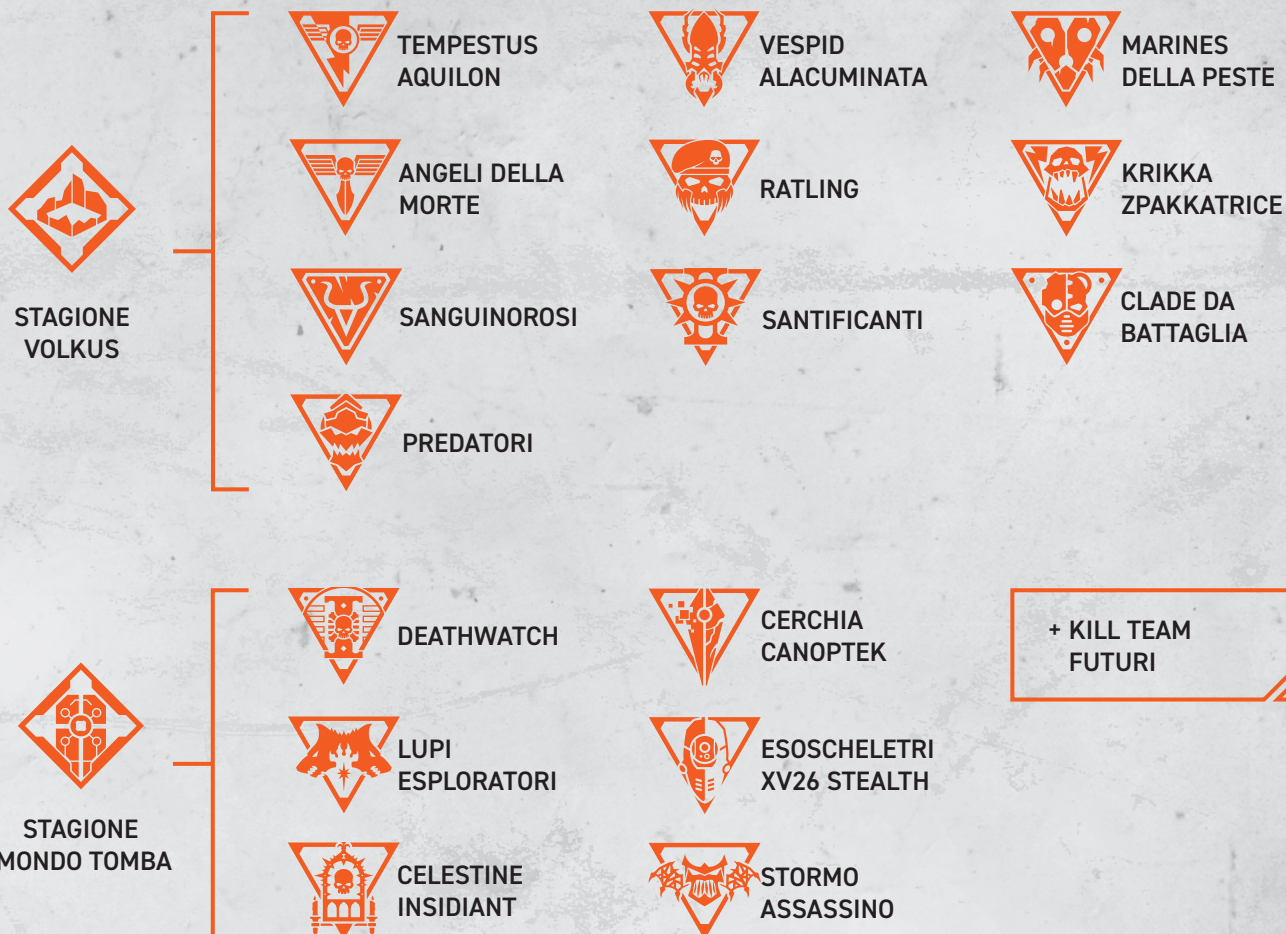 STAGIONE
VOLKUS
TEMPESTUS
AQUILON
VESPID
ALACUMINATA
MARINES
DELLA PESTE
ANGELI DELLA
MORTE
RATLING
KRIKKA
ZPAKKATRICE
SANGUINOROSI
SANTIFICANTI
CLADE DA
BATTAGLIA
PREDATORI
STAGIONE
MONDO TOMBA
DEATHWATCH
CERCHIA
CANOPTEK
+ KILL TEAM
FUTURI
LUPI
ESPLORATORI
ESOSCHELETRI
XV26 STEALTH
CELESTINE
INSIDIANT
STORMO
ASSASSINO